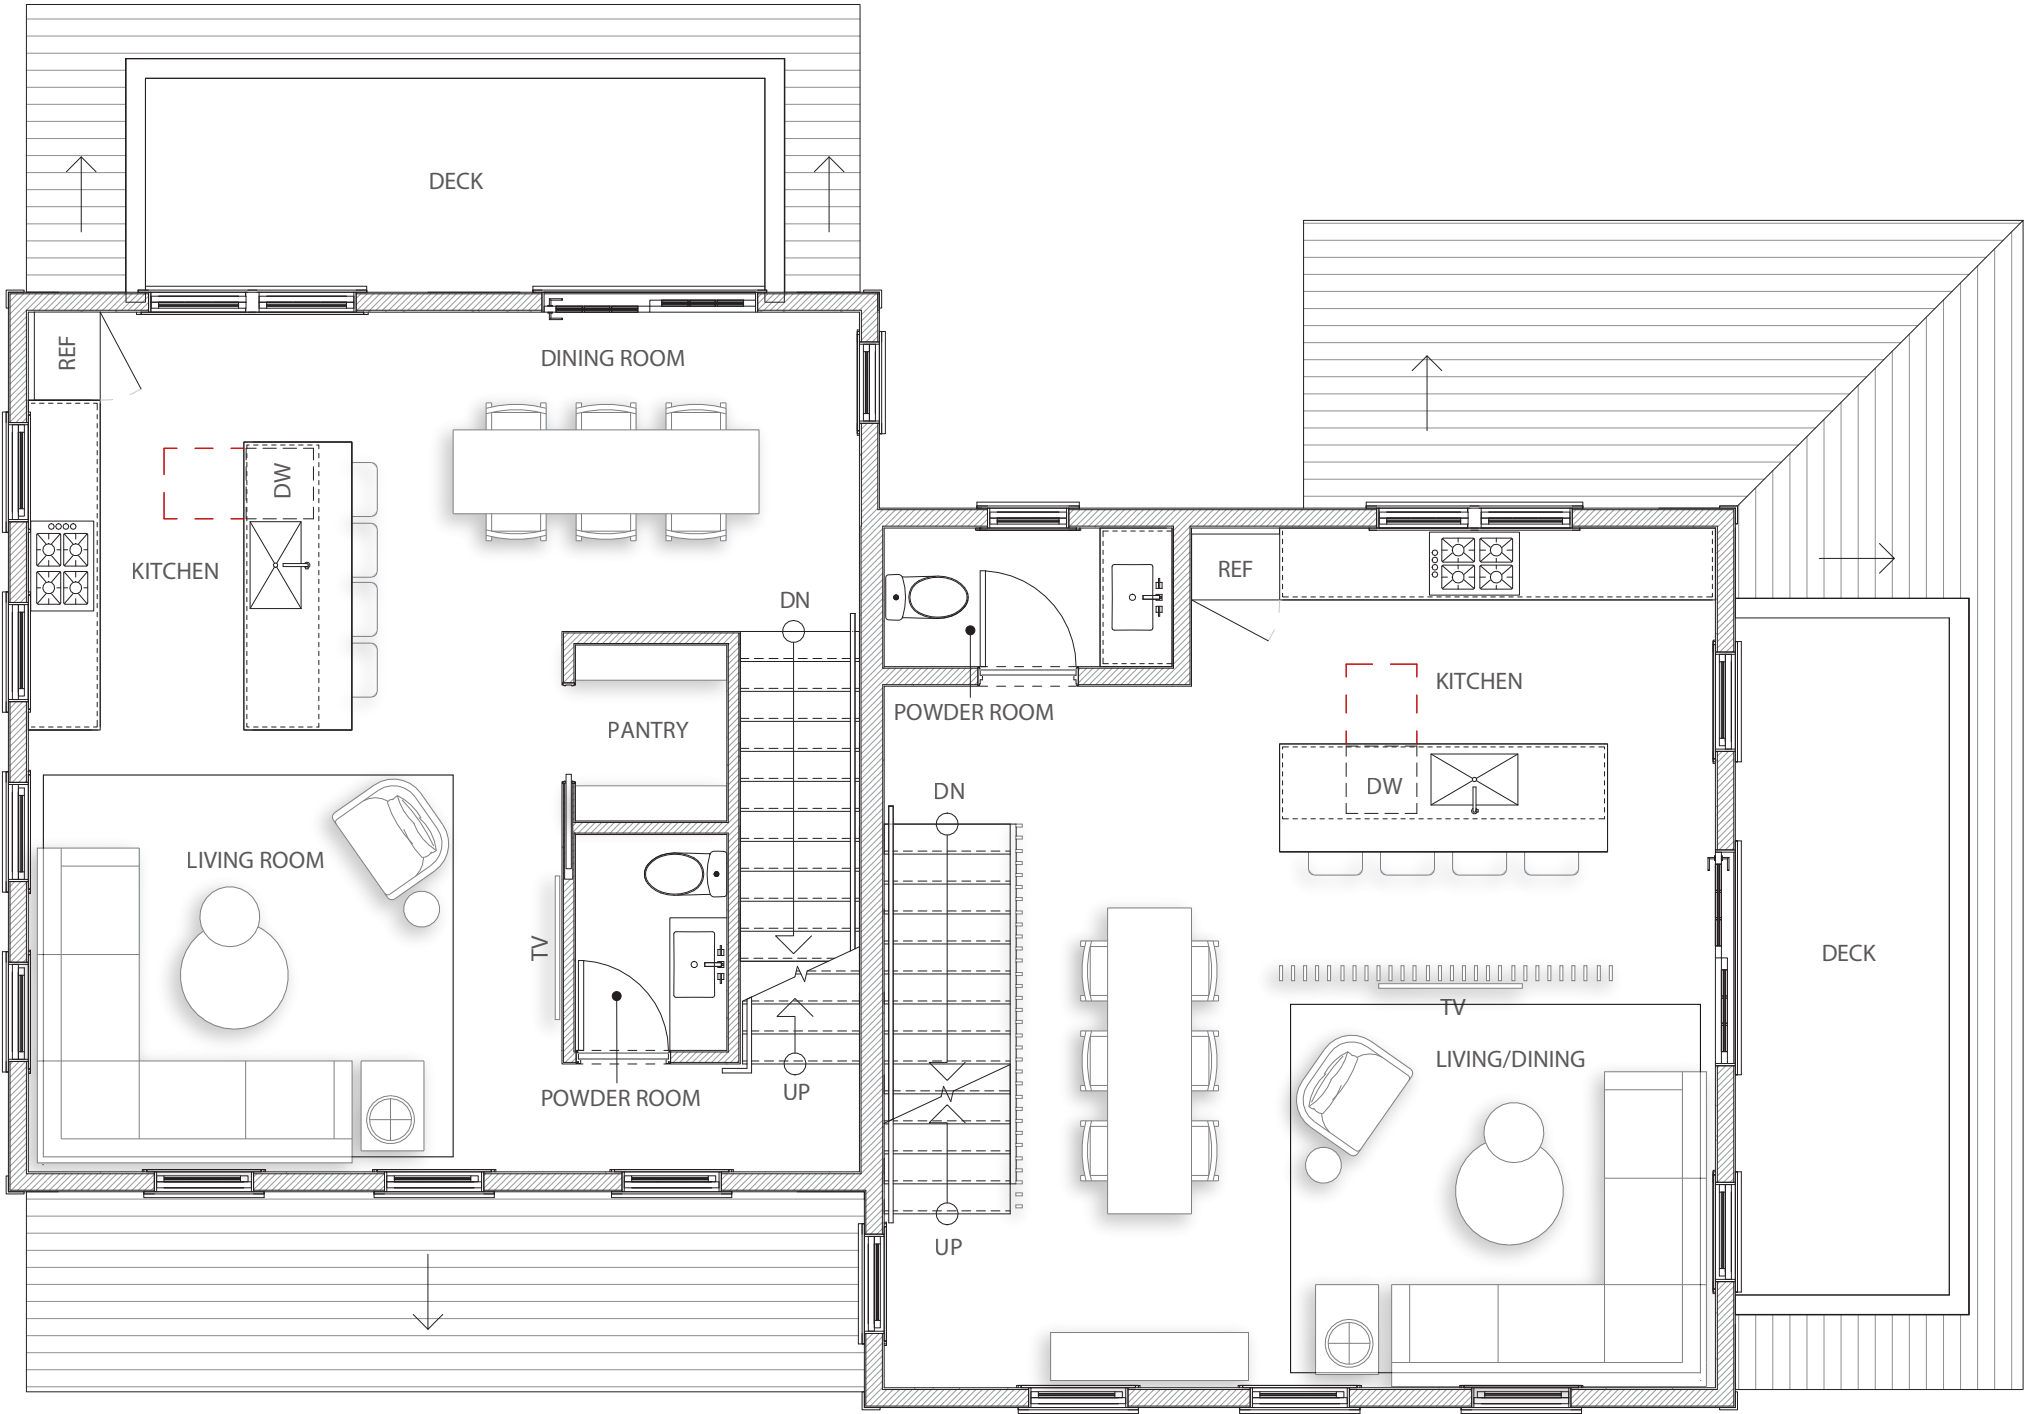 DECK
REF
DINING ROOM
DW
KITCHEN
DN
PANTRY
LIVING ROOM
TV
POWDER ROOM
UP
REF
KITCHEN
POWDER ROOM
DN
DW
DECK
TV
LIVING/DINING
UP